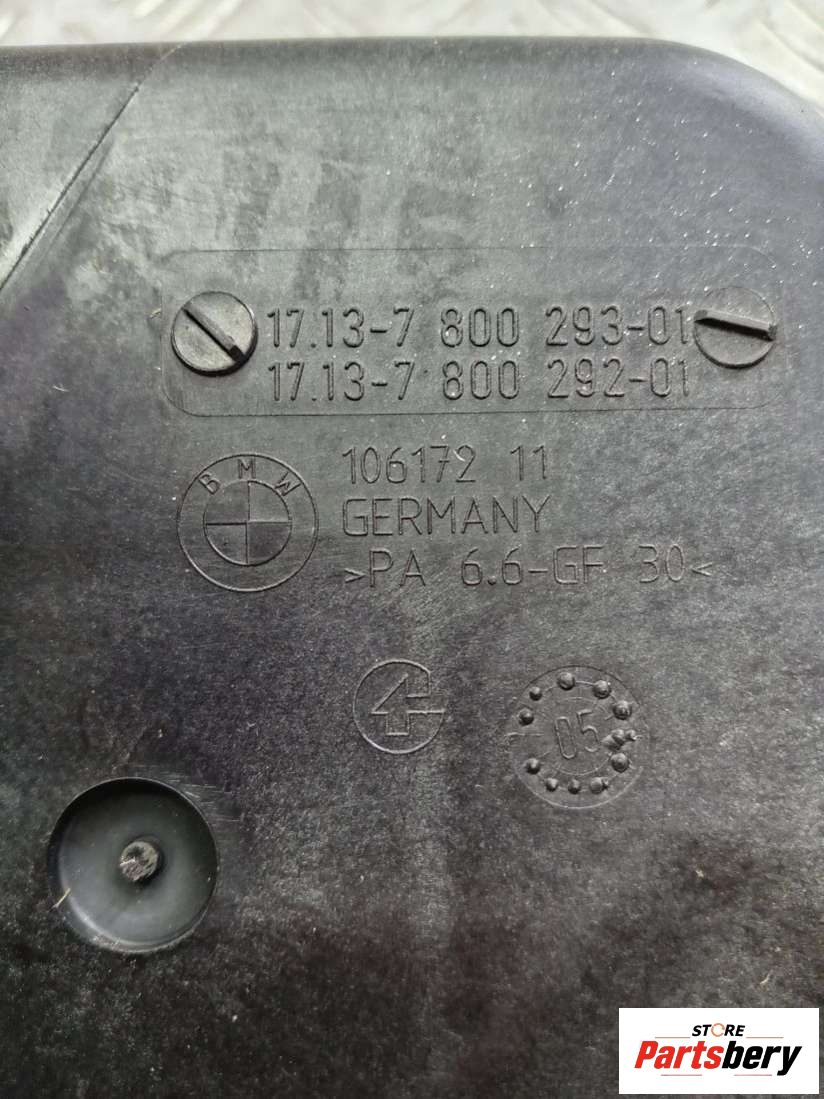 17.13-7 800 293-01
17.13-7 800 292-01
BMW
106172 11
GERMANY
>PA 6.6-GF 30<
4
05
STORE
Partsbery